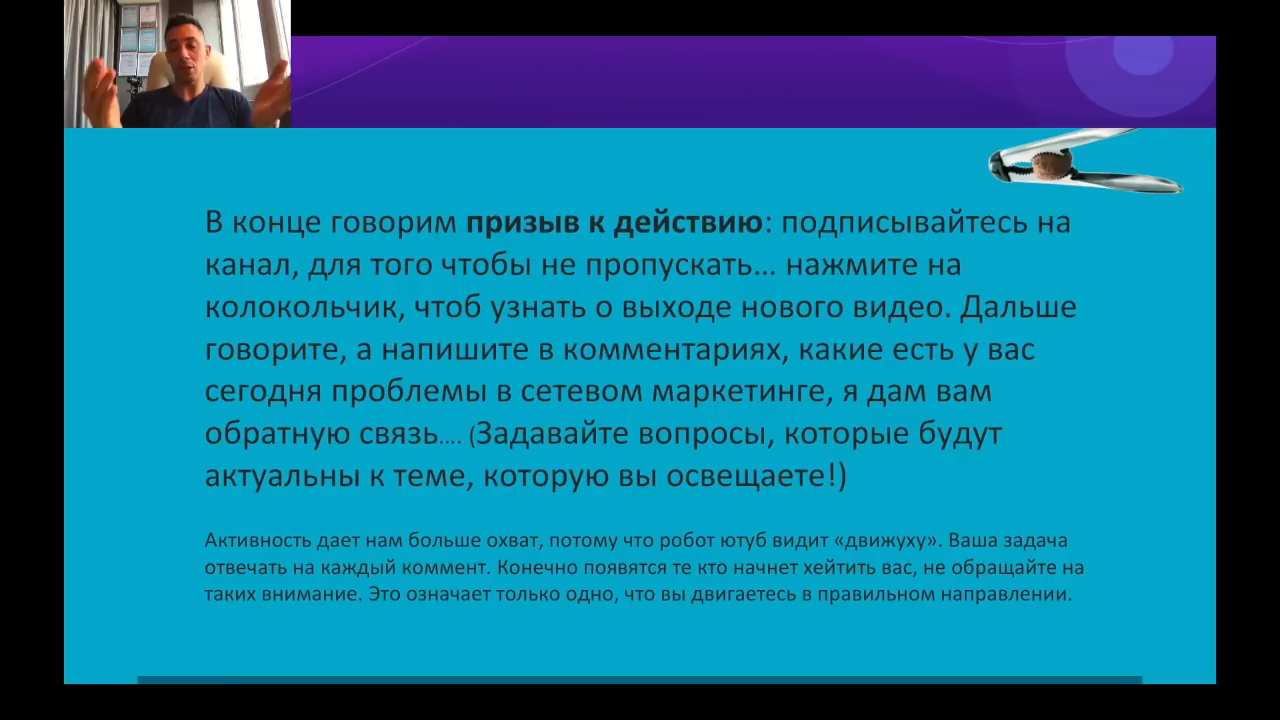 В конце говорим призыв к действию: подписывайтесь на
канал, для того чтобы не пропускать... нажмите на
колокольчик, чтоб узнать о выходе нового видео. Дальше
говорите, а напишите в комментариях, какие есть у вас
сегодня проблемы в сетевом маркетинге, я дам вам
обратную связь.... (Задавайте вопросы, которые будут
актуальны к теме, которую вы освещаете!)
Активность дает нам больше охват, потому что робот ютуб видит «движуху». Ваша задача
отвечать на каждый коммент. Конечно появятся те кто начнет хейтить вас, не обращайте на
таких внимание. Это означает только одно, что вы двигаетесь в правильном направлении.